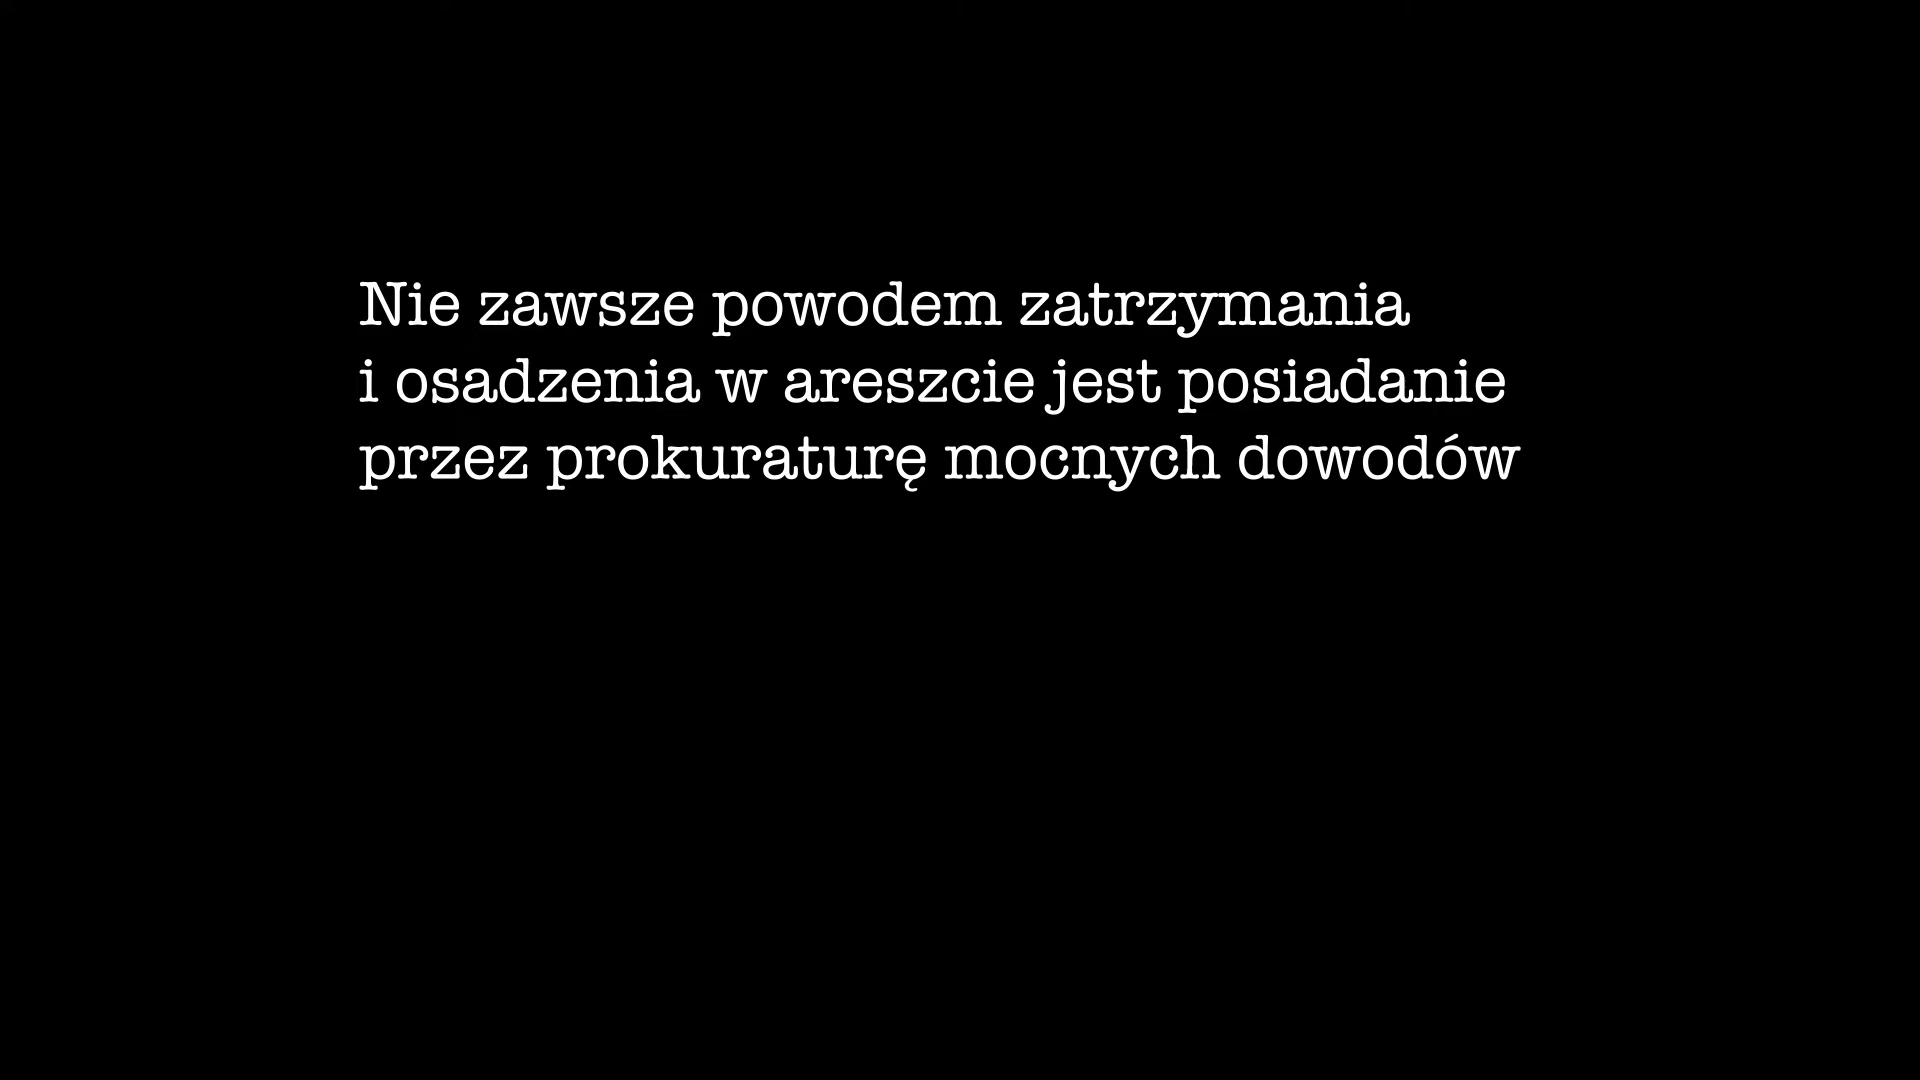 Nie zawsze powodem zatrzymania
i osadzenia w areszcie jest posiadanie
przez prokuraturę mocnych dowodów